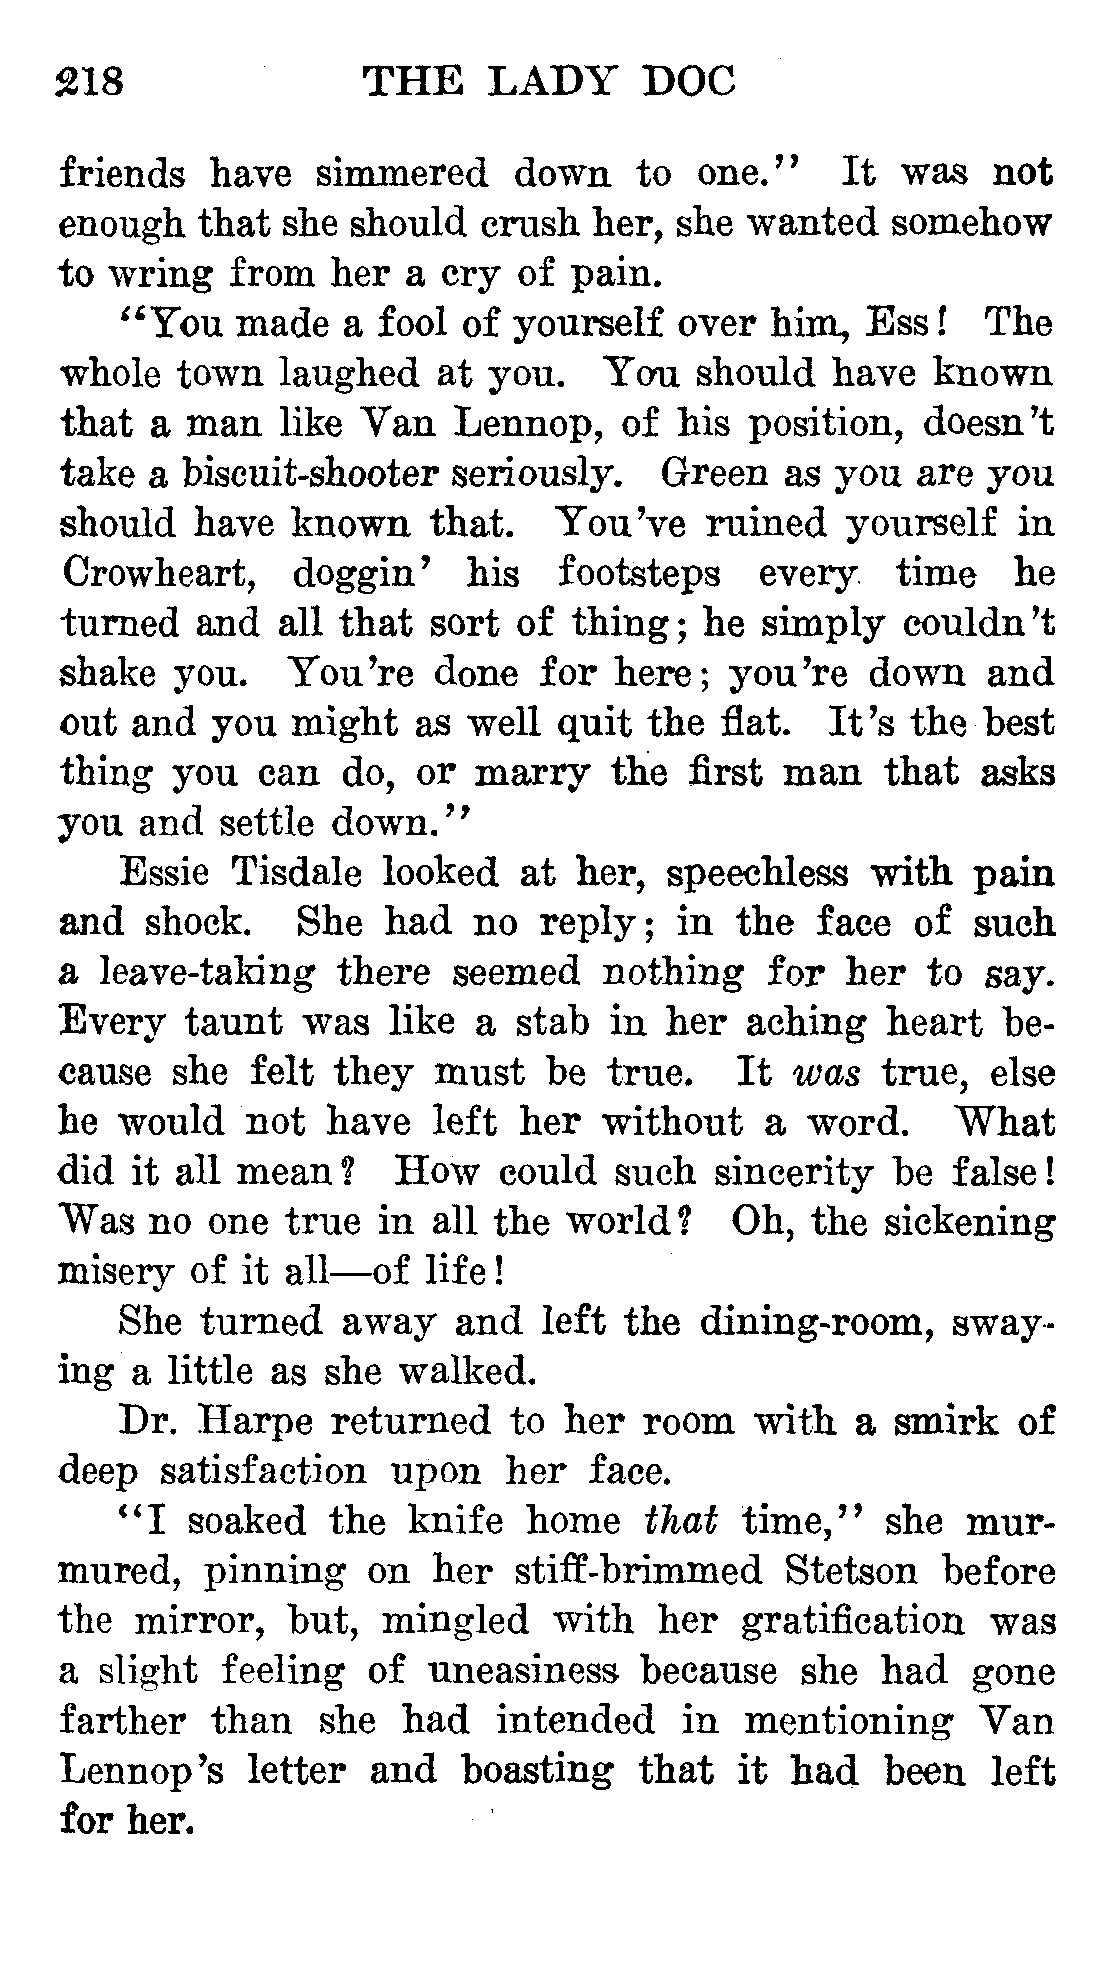 218 THE LADY DOC
friends have simmered down to one." It was not
enough that she should crush her, she wanted somehow
to wring from her a cry of pain.
"You made a fool of yourself over him, Ess! The
whole town laughed at you. You should have known
that a man like Van Lennop, of his position, doesn't
take a biscuit-shooter seriously. Green as you are you
should have known that. You've ruined yourself in
Crowheart, doggin' his footsteps every time he
turned and all that sort of thing; he simply couldn't
shake you. You're done for here; you're down and
out and you might as well quit the flat. It's the best
thing you can do, or marry the first man that asks
you and settle down."
Essie Tisdale looked at her, speechless with pain
and shock. She had no reply; in the face of such
a leave-taking there seemed nothing for her to say.
Every taunt was like a stab in her aching heart be-
cause she felt they must be true. It was true, else
he would not have left her without a word. What
did it all mean? How could such sincerity be false!
Was no one true in all the world? Oh, the sickening
misery of it all—of life!
She turned away and left the dining-room, sway-
ing a little as she walked.
Dr. Harpe returned to her room with a smirk of
deep satisfaction upon her face.
"I soaked the knife home that time," she mur-
mured, pinning on her stiff-brimmed Stetson before
the mirror, but, mingled with her gratification was
a slight feeling of uneasiness because she had gone
farther than she had intended in mentioning Van
Lennop's letter and boasting that it had been left
for her.